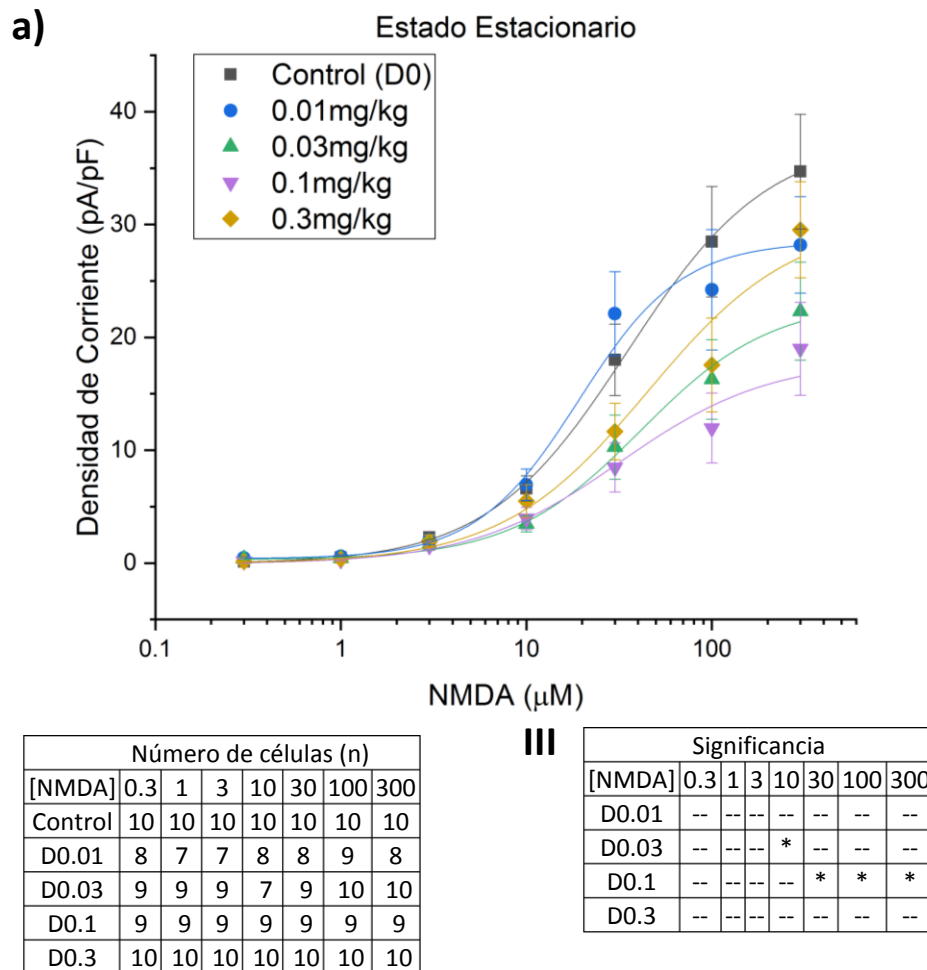 a)
Estado Estacionario
Control (D0)
0.01mg/kg
0.03mg/kg
0.1mg/kg
0.3mg/kg
Densidad de Corriente (pA/pF)
40
30
20
10
0
0.1 1 10 100
NMDA (μM)
Número de células (n)
[NMDA] 0.3 1 3 10 30 100 300
Control 10 10 10 10 10 10 10
D0.01 8 7 7 8 8 9 8
D0.03 9 9 9 7 9 10 10
D0.1 9 9 9 9 9 9 9
D0.3 10 10 10 10 10 10 10
III
Significancia
[NMDA] 0.3 1 3 10 30 100 300
D0.01 -- -- -- -- -- -- --
D0.03 -- -- -- * -- -- --
D0.1 -- -- -- -- * * *
D0.3 -- -- -- -- -- -- --